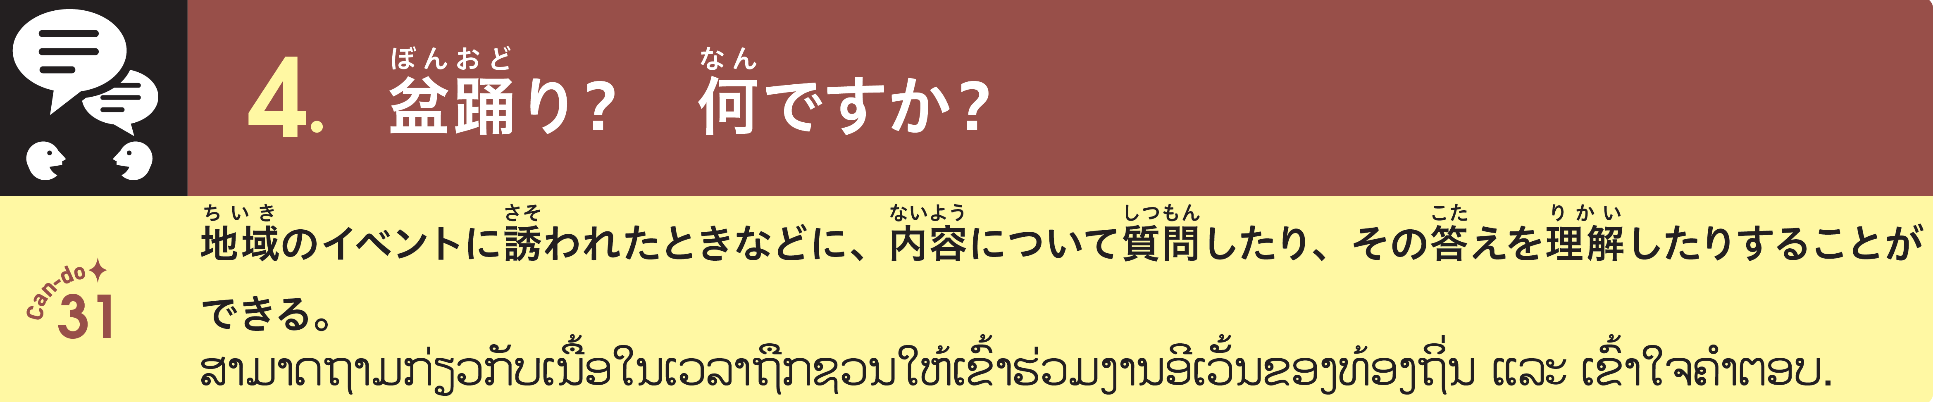 ぼんおど なん
4. 盆踊り? 何ですか?
ちいき さそ ないよう しつもん こた りかい
地域のイベントに誘われたときなどに、内容について質問したり、その答えを理解したりすることが
Can-do
31
できる。
ສາມາດຖາມກ່ຽວກັບເນື້ອໃນເວລາຖືກຊວນໃຫ້ເຂົ້າຮ່ວມງານອີເວັ້ນຂອງທ້ອງຖິ່ນ ແລະ ເຂົ້າໃຈຄຳຕອບ.